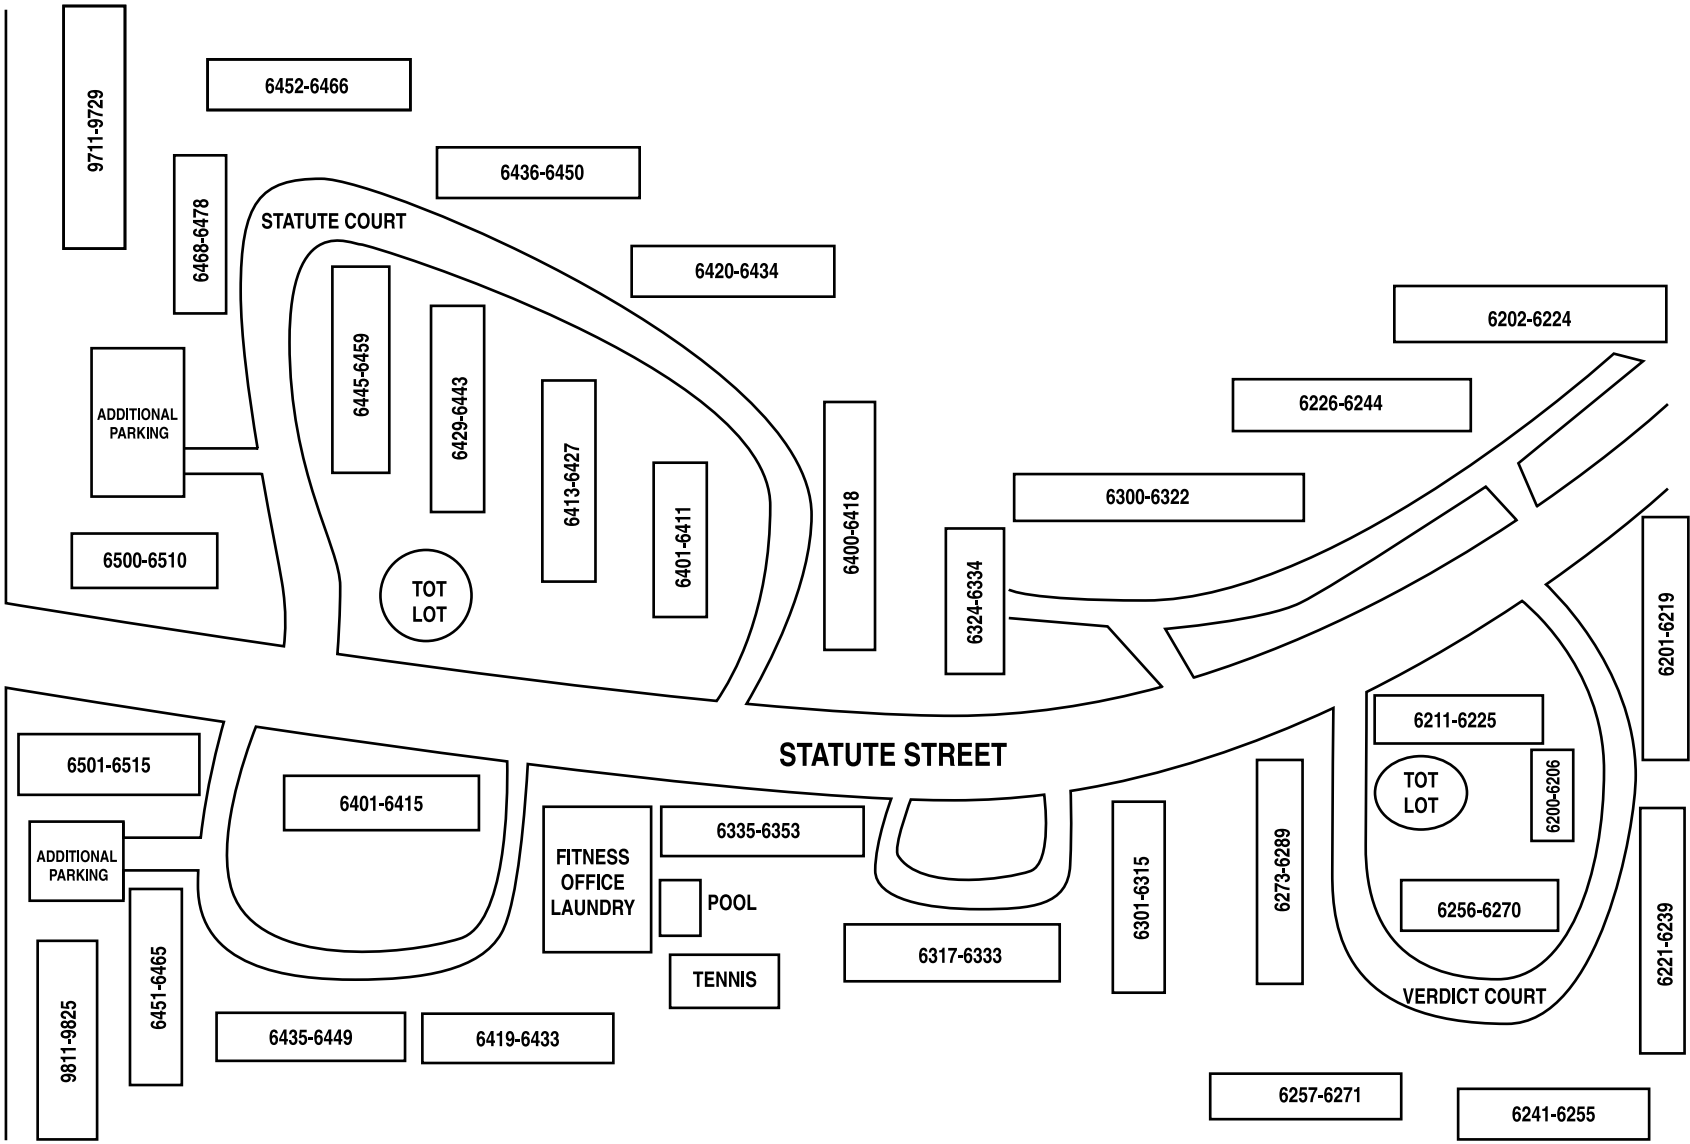 9711-9729
6452-6466
6436-6450
6468-6478
STATUTE COURT
6420-6434
6445-6459
6429-6443
6413-6427
6401-6411
6400-6418
ADDITIONAL
PARKING
6500-6510
TOT
LOT
6202-6224
6226-6244
6300-6322
6324-6334
6201-6219
STATUTE STREET
6501-6515
6401-6415
ADDITIONAL
PARKING
6451-6465
9811-9825
6435-6449
6419-6433
FITNESS
OFFICE
LAUNDRY
6335-6353
POOL
TENNIS
6317-6333
6301-6315
6273-6289
6211-6225
TOT
LOT
6200-6206
6256-6270
VERDICT COURT
6221-6239
6257-6271
6241-6255